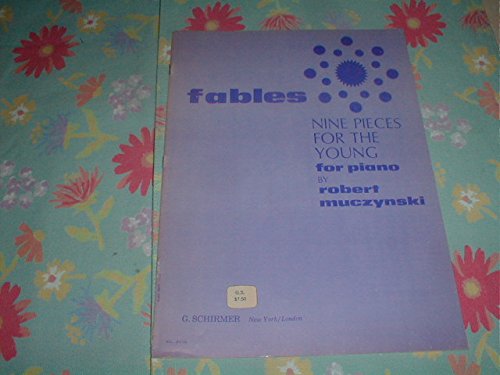 fables
NINE PIECES
FOR THE
YOUNG
for piano
BY
robert
muczynski
U.S.
$7.50
G. SCHIRMER New York/London